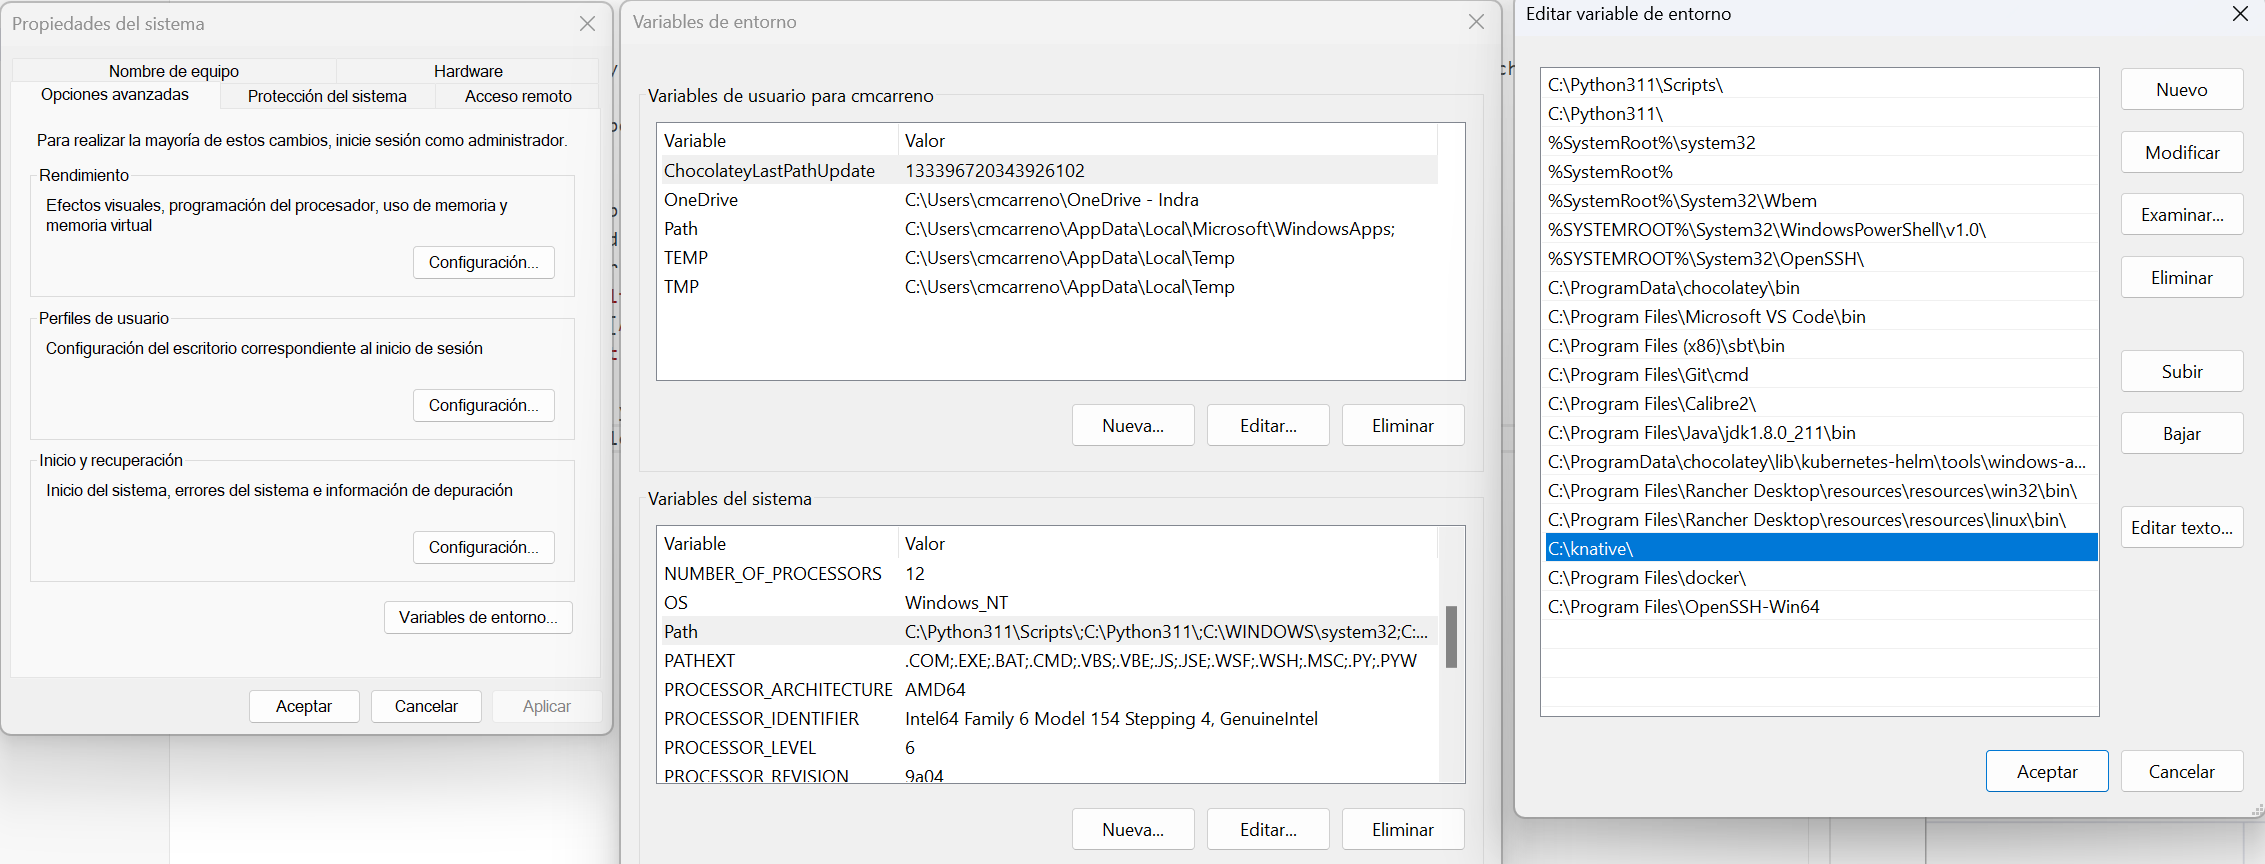 Propiedades del sistema
Nombre de equipo
Hardware
Opciones avanzadas
Protección del sistema
Acceso remoto
Para realizar la mayoría de estos cambios, inicie sesión como administrador.
Rendimiento
Efectos visuales, programación del procesador, uso de memoria y
memoria virtual
Configuración...
Perfiles de usuario
Configuración del escritorio correspondiente al inicio de sesión
Configuración...
Inicio y recuperación
Inicio del sistema, errores del sistema e información de depuración
Configuración...
Variables de entorno...
Aceptar
Cancelar
Aplicar
Variables de entorno
Variables de usuario para cmcarreno
Variable Valor
ChocolateyLastPathUpdate 133396720343926102
OneDrive C:\Users\cmcarreno\OneDrive - Indra
Path C:\Users\cmcarreno\AppData\Local\Microsoft\WindowsApps;
TEMP C:\Users\cmcarreno\AppData\Local\Temp
TMP C:\Users\cmcarreno\AppData\Local\Temp
Nueva...
Editar...
Eliminar
Variables del sistema
Variable Valor
NUMBER_OF_PROCESSORS 12
OS Windows_NT
Path C:\Python311\Scripts\;C:\Python311\;C:\WINDOWS\system32;C:...
PATHEXT .COM;.EXE;.BAT;.CMD;.VBS;.VBE;.JS;.JSE;.WSF;.WSH;.MSC;.PY;.PYW
PROCESSOR_ARCHITECTURE AMD64
PROCESSOR_IDENTIFIER Intel64 Family 6 Model 154 Stepping 4, GenuineIntel
PROCESSOR_LEVEL 6
PROCESSOR_REVISION 9a04
Nueva...
Editar...
Eliminar
Editar variable de entorno
C:\Python311\Scripts\
C:\Python311\
%SystemRoot%\system32
%SystemRoot%
%SystemRoot%\System32\Wbem
%SYSTEMROOT%\System32\WindowsPowerShell\v1.0\
%SYSTEMROOT%\System32\OpenSSH\
C:\ProgramData\chocolatey\bin
C:\Program Files\Microsoft VS Code\bin
C:\Program Files (x86)\sbt\bin
C:\Program Files\Git\cmd
C:\Program Files\Calibre2\
C:\Program Files\Java\jdk1.8.0_211\bin
C:\ProgramData\chocolatey\lib\kubernetes-helm\tools\windows-a...
C:\Program Files\Rancher Desktop\resources\resources\win32\bin\
C:\Program Files\Rancher Desktop\resources\resources\linux\bin\
C:\knative\
C:\Program Files\docker\
C:\Program Files\OpenSSH-Win64
Nuevo
Modificar
Examinar...
Eliminar
Subir
Bajar
Editar texto...
Aceptar
Cancelar